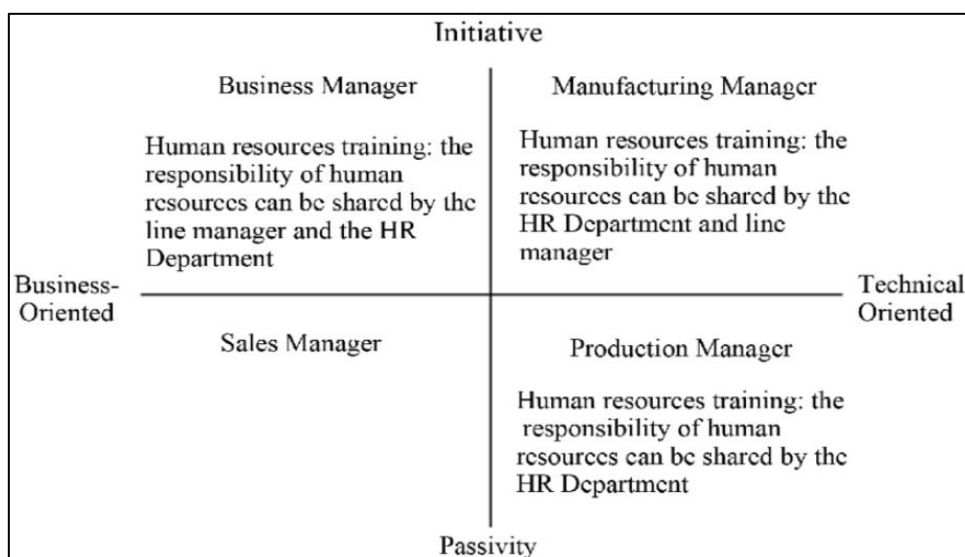 Initiative
Business Manager
Human resources training: the
responsibility of human
resources can be shared by the
line manager and the HR
Department
Manufacturing Manager
Human resources training: the
responsibility of human
resources can be shared by the
HR Department and line
manager
Business-
Oriented
Technical
Oriented
Sales Manager
Production Manager
Human resources training: the
responsibility of human
resources can be shared by the
HR Department
Passivity